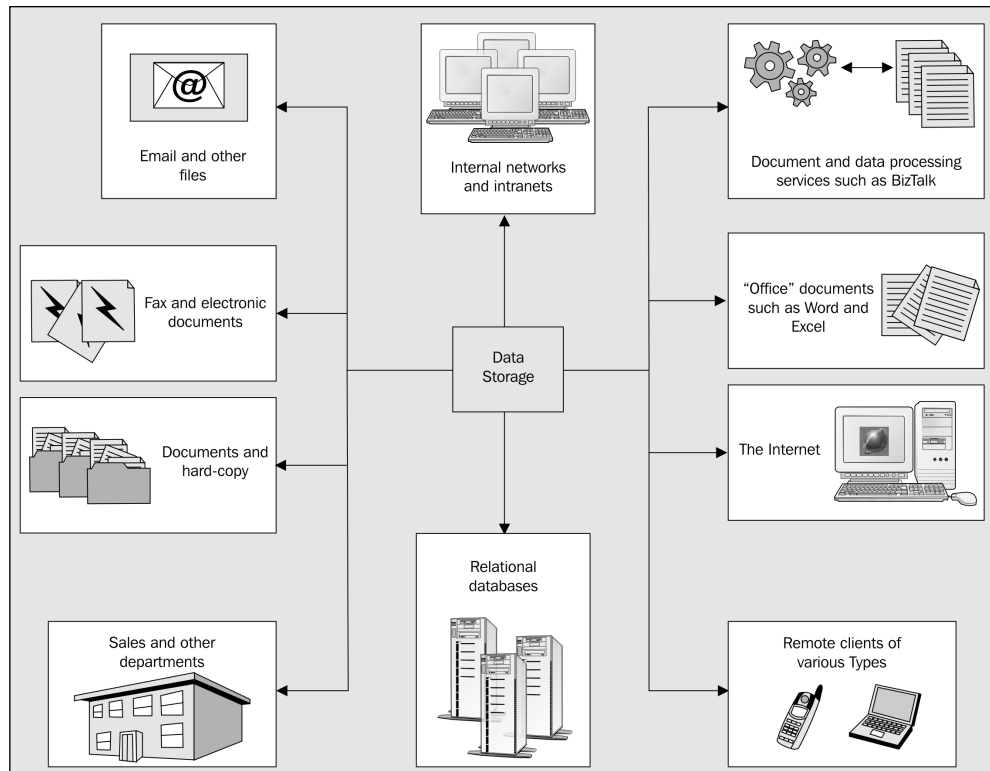 @
Email and other
files
Internal networks
and intranets
Document and data processing
services such as BizTalk
Fax and electronic
documents
"Office" documents
such as Word and
Excel
Data
Storage
Documents and
hard-copy
The Internet
Relational
databases
Sales and other
departments
Remote clients of
various Types